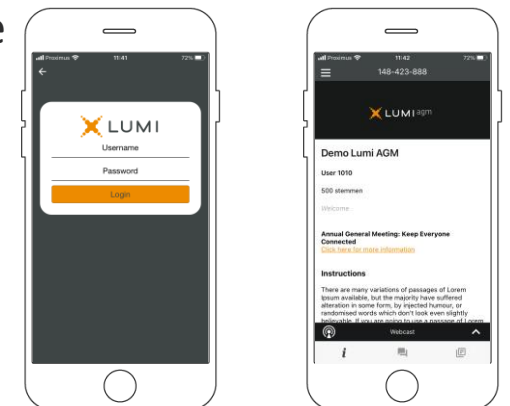 e
Proximus 11:41 72%
LUMI
Username
Password
Login
Proximus 11:42 72%
148-423-888
LUMI agm
Demo Lumi AGM
User 1010
500 stemmen
Welcome
Annual General Meeting: Keep Everyone
Connected
Click here for more information
Instructions
There are many variations of passages of Lorem
Ipsum available, but the majority have suffered
alteration in some form, by injected humour, or
randomised words which don't look even slightly
believable. If you are going to use a passage of Lorem
Webcast